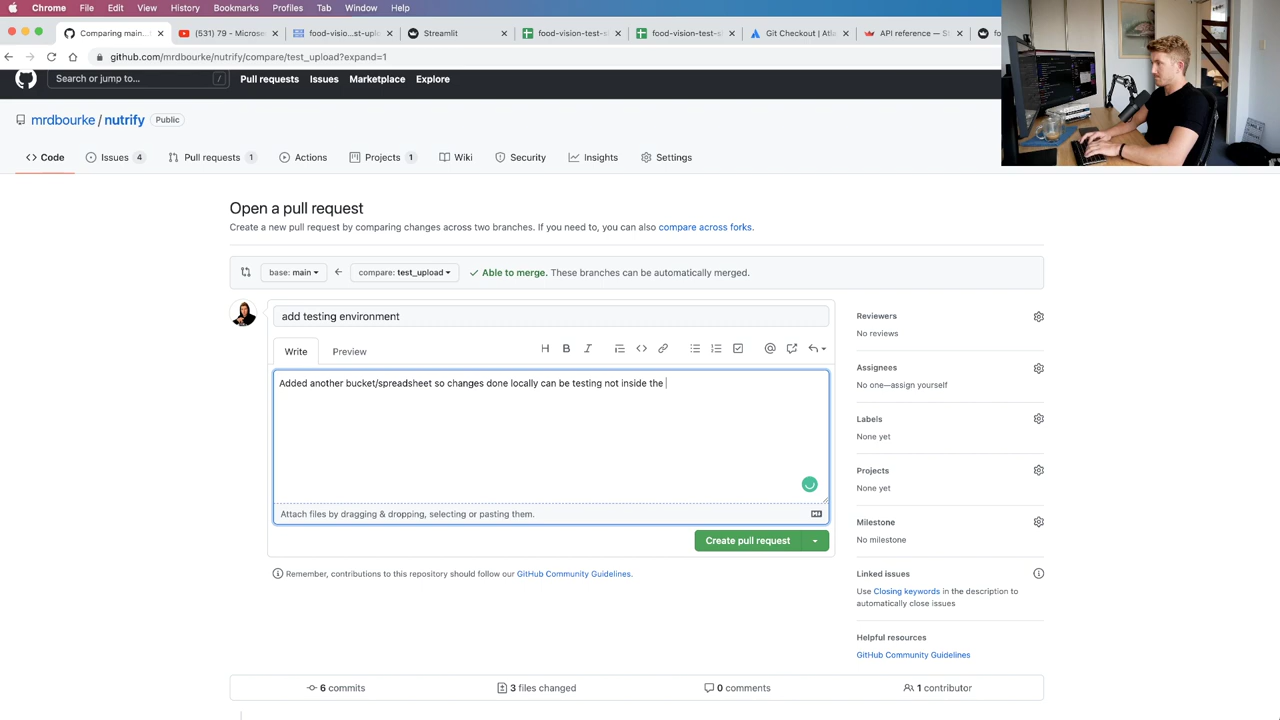 Chrome File Edit View History Bookmarks Profiles Tab Window Help
Comparing main... (531) 79 - Microse food-visio...st-uplo Streamlit food-vision-test-s food-vision-test-s Git Checkout | Atla API reference — St fo
github.com/mrdbourke/nutrify/compare/test_upload?expand=1
Search or jump to... / Pull requests Issues Marketplace Explore
mrdbourke / nutrify Public
Code Issues 4 Pull requests 1 Actions Projects 1 Wiki Security Insights Settings
Open a pull request
Create a new pull request by comparing changes across two branches. If you need to, you can also compare across forks.
base: main compare: test_upload Able to merge. These branches can be automatically merged.
add testing environment
Write Preview
Added another bucket/spreadsheet so changes done locally can be testing not inside the
Attach files by dragging & dropping, selecting or pasting them.
Create pull request
Remember, contributions to this repository should follow our GitHub Community Guidelines.
Reviewers
No reviews
Assignees
No one—assign yourself
Labels
None yet
Projects
None yet
Milestone
No milestone
Linked issues
Use Closing keywords in the description to
automatically close issues
Helpful resources
GitHub Community Guidelines
6 commits 3 files changed 0 comments 1 contributor